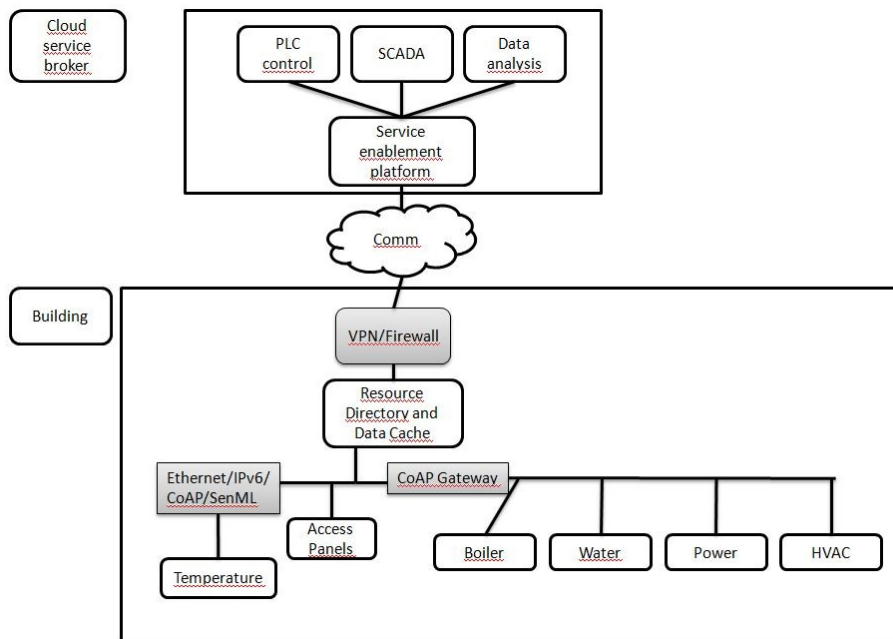 Cloud
service
broker
PLC
control
SCADA
Data
analysis
Service
enablement
platform
Comm
Building
VPN/Firewall
Resource
Directory and
Data Cache
Ethernet/IPv6/
CoAP/SenML
CoAP Gateway
Access
Panels
Temperature
Boiler
Water
Power
HVAC